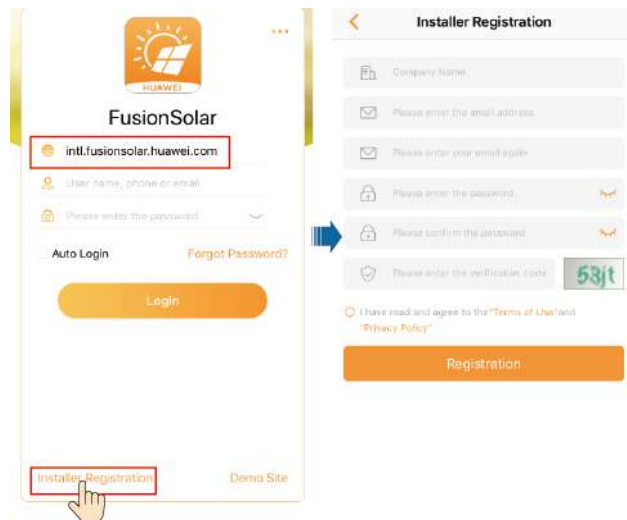 HUAWEI
FusionSolar
intl.fusionsolar.huawei.com
User name, phone or email
Please enter the password
Auto Login
Forgot Password?
Login
Installer Registration
Demo Site
Installer Registration
Company Name
Please enter the email address
Please enter your email again
Please enter the password
Please confirm the password
Please enter the verification code
53jt
I have read and agree to the "Terms of Use" and
"Privacy Policy"
Registration